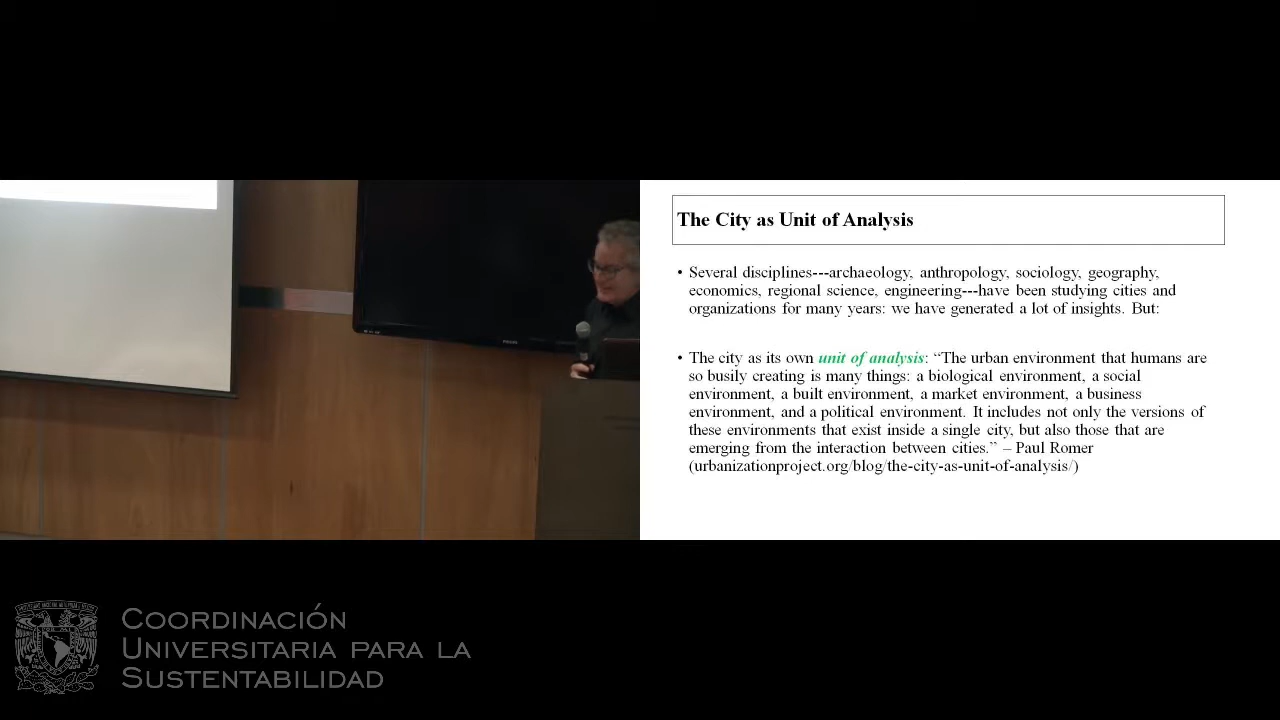 The City as Unit of Analysis
• Several disciplines---archaeology, anthropology, sociology, geography,
economics, regional science, engineering---have been studying cities and
organizations for many years: we have generated a lot of insights. But:
• The city as its own unit of analysis: “The urban environment that humans are
so busily creating is many things: a biological environment, a social
environment, a built environment, a market environment, a business
environment, and a political environment. It includes not only the versions of
these environments that exist inside a single city, but also those that are
emerging from the interaction between cities.” – Paul Romer
(urbanizationproject.org/blog/the-city-as-unit-of-analysis/)
PHILIPS
COORDINACIÓN
UNIVERSITARIA PARA LA
SUSTENTABILIDAD